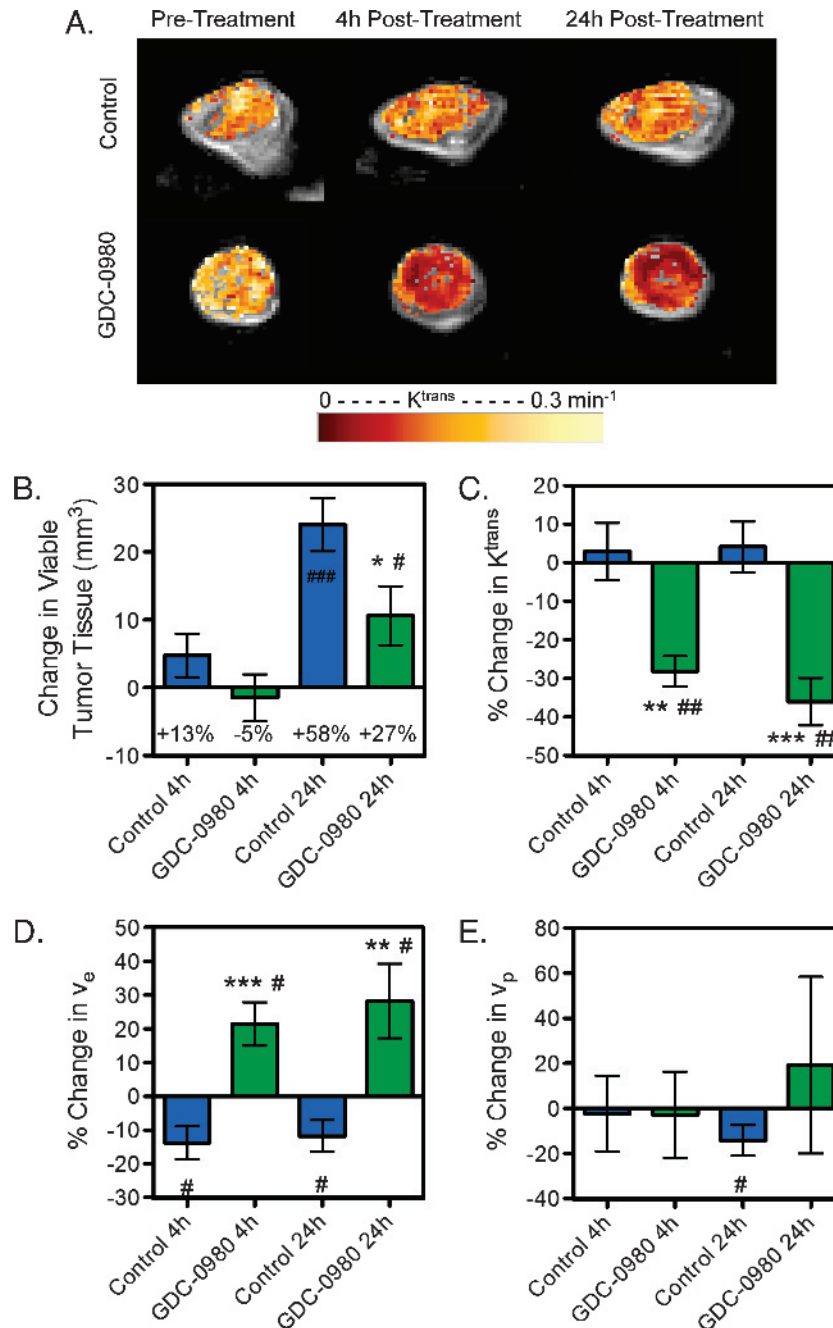 A.
Pre-Treatment 4h Post-Treatment 24h Post-Treatment
Control
GDC-0980
0 - - - - - K^trans - - - - - - 0.3 min⁻¹
B.
Change in Viable
Tumor Tissue (mm³)
30
20
10
0
-10
###
* #
+13% -5% +58% +27%
Control 4h
GDC-0980 4h
Control 24h
GDC-0980 24h
C.
% Change in K^trans
20
10
0
-10
-20
-30
-40
-50
** ##
*** ##
Control 4h
GDC-0980 4h
Control 24h
GDC-0980 24h
D.
% Change in v_e
50
40
30
20
10
0
-10
-20
-30
*** #
** #
#
#
Control 4h
GDC-0980 4h
Control 24h
GDC-0980 24h
E.
% Change in v_p
80
60
40
20
0
-20
-40
#
Control 4h
GDC-0980 4h
Control 24h
GDC-0980 24h